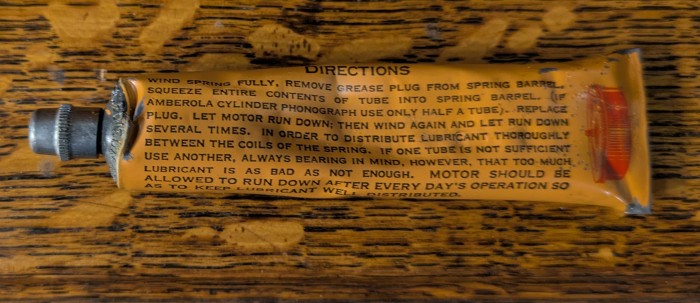 DIRECTIONS
WIND SPRING FULLY, REMOVE GREASE PLUG FROM SPRING BARREL,
SQUEEZE ENTIRE CONTENTS OF TUBE INTO SPRING BARREL. (IF
AMBEROLA CYLINDER PHONOGRAPH USE ONLY HALF A TUBE). REPLACE
PLUG. LET MOTOR RUN DOWN; THEN WIND AGAIN AND LET RUN DOWN
SEVERAL TIMES. IN ORDER TO DISTRIBUTE LUBRICANT THOROUGHLY
BETWEEN THE COILS OF THE SPRING. IF ONE TUBE IS NOT SUFFICIENT
USE ANOTHER, ALWAYS BEARING IN MIND, HOWEVER, THAT TOO MUCH
LUBRICANT IS AS BAD AS NOT ENOUGH. MOTOR SHOULD BE
ALLOWED TO RUN DOWN AFTER EVERY DAY'S OPERATION SO
AS TO KEEP LUBRICANT WELL DISTRIBUTED.